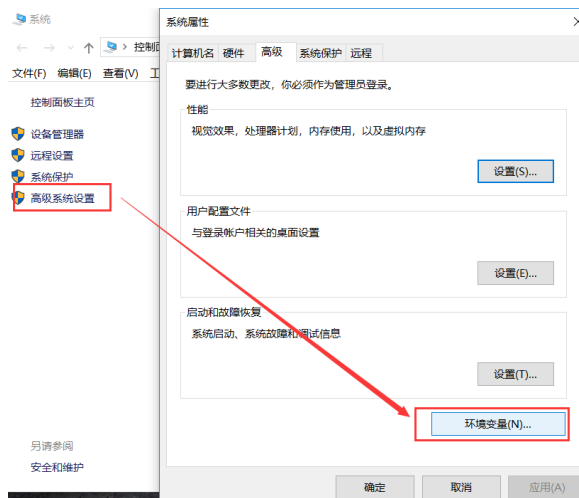 系统
控制
文件(F) 编辑(E) 查看(V) 工
控制面板主页
设备管理器
远程设置
系统保护
高级系统设置
另请参阅
安全和维护
系统属性
计算机名 硬件 高级 系统保护 远程
要进行大多数更改，你必须作为管理员登录。
性能
视觉效果，处理器计划，内存使用，以及虚拟内存
设置(S)...
用户配置文件
与登录帐户相关的桌面设置
设置(E)...
启动和故障恢复
系统启动、系统故障和调试信息
设置(T)...
环境变量(N)...
确定 取消 应用(A)